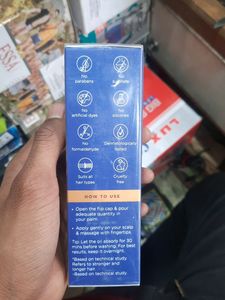 No
parabens
No
sulphate
No
artificial dyes
No
silicones
No
formaldehyde
Dermatologically
tested
Suits all
hair types
Cruelty
free
HOW TO USE
• Open the flip cap & pour
adequate quantity in
your palm.
• Apply gently on your scalp
& massage with fingertips.
Tip: Let the oil absorb for 30
mins before washing. For best
results, keep it overnight.
*Based on technical study.
Refers to stronger and
longer hair.
^Based on technical study.
LUX